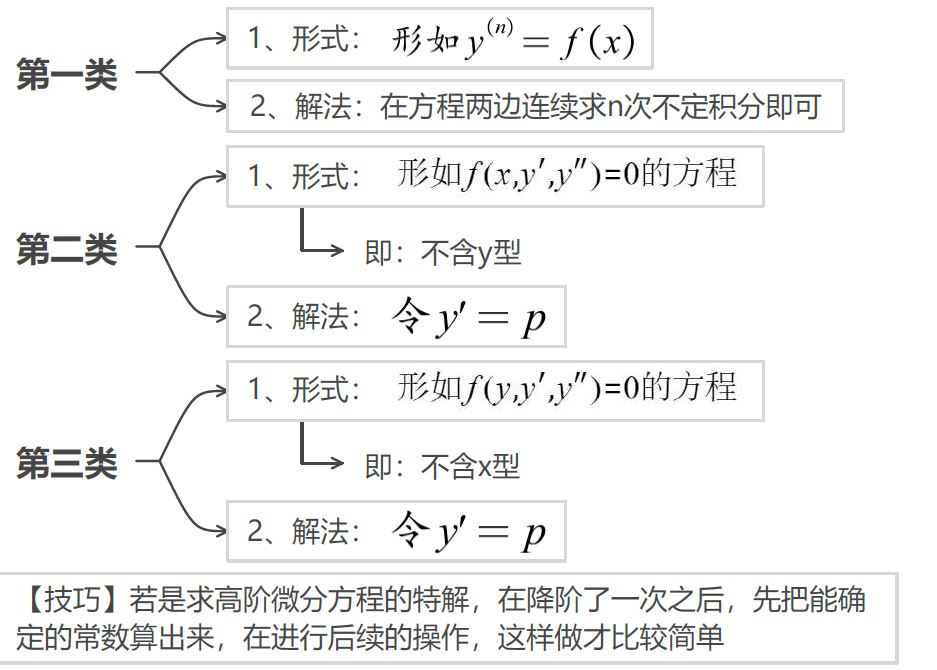 第一类
1、形式： 形如y⁽ⁿ⁾ = f(x)
2、解法：在方程两边连续求n次不定积分即可
第二类
1、形式： 形如f(x,y′,y″)=0的方程
即：不含y型
2、解法： 令y′ = p
第三类
1、形式： 形如f(y,y′,y″)=0的方程
即：不含x型
2、解法： 令y′ = p
【技巧】若是求高阶微分方程的特解，在降阶了一次之后，先把能确
定的常数算出来，在进行后续的操作，这样做才比较简单